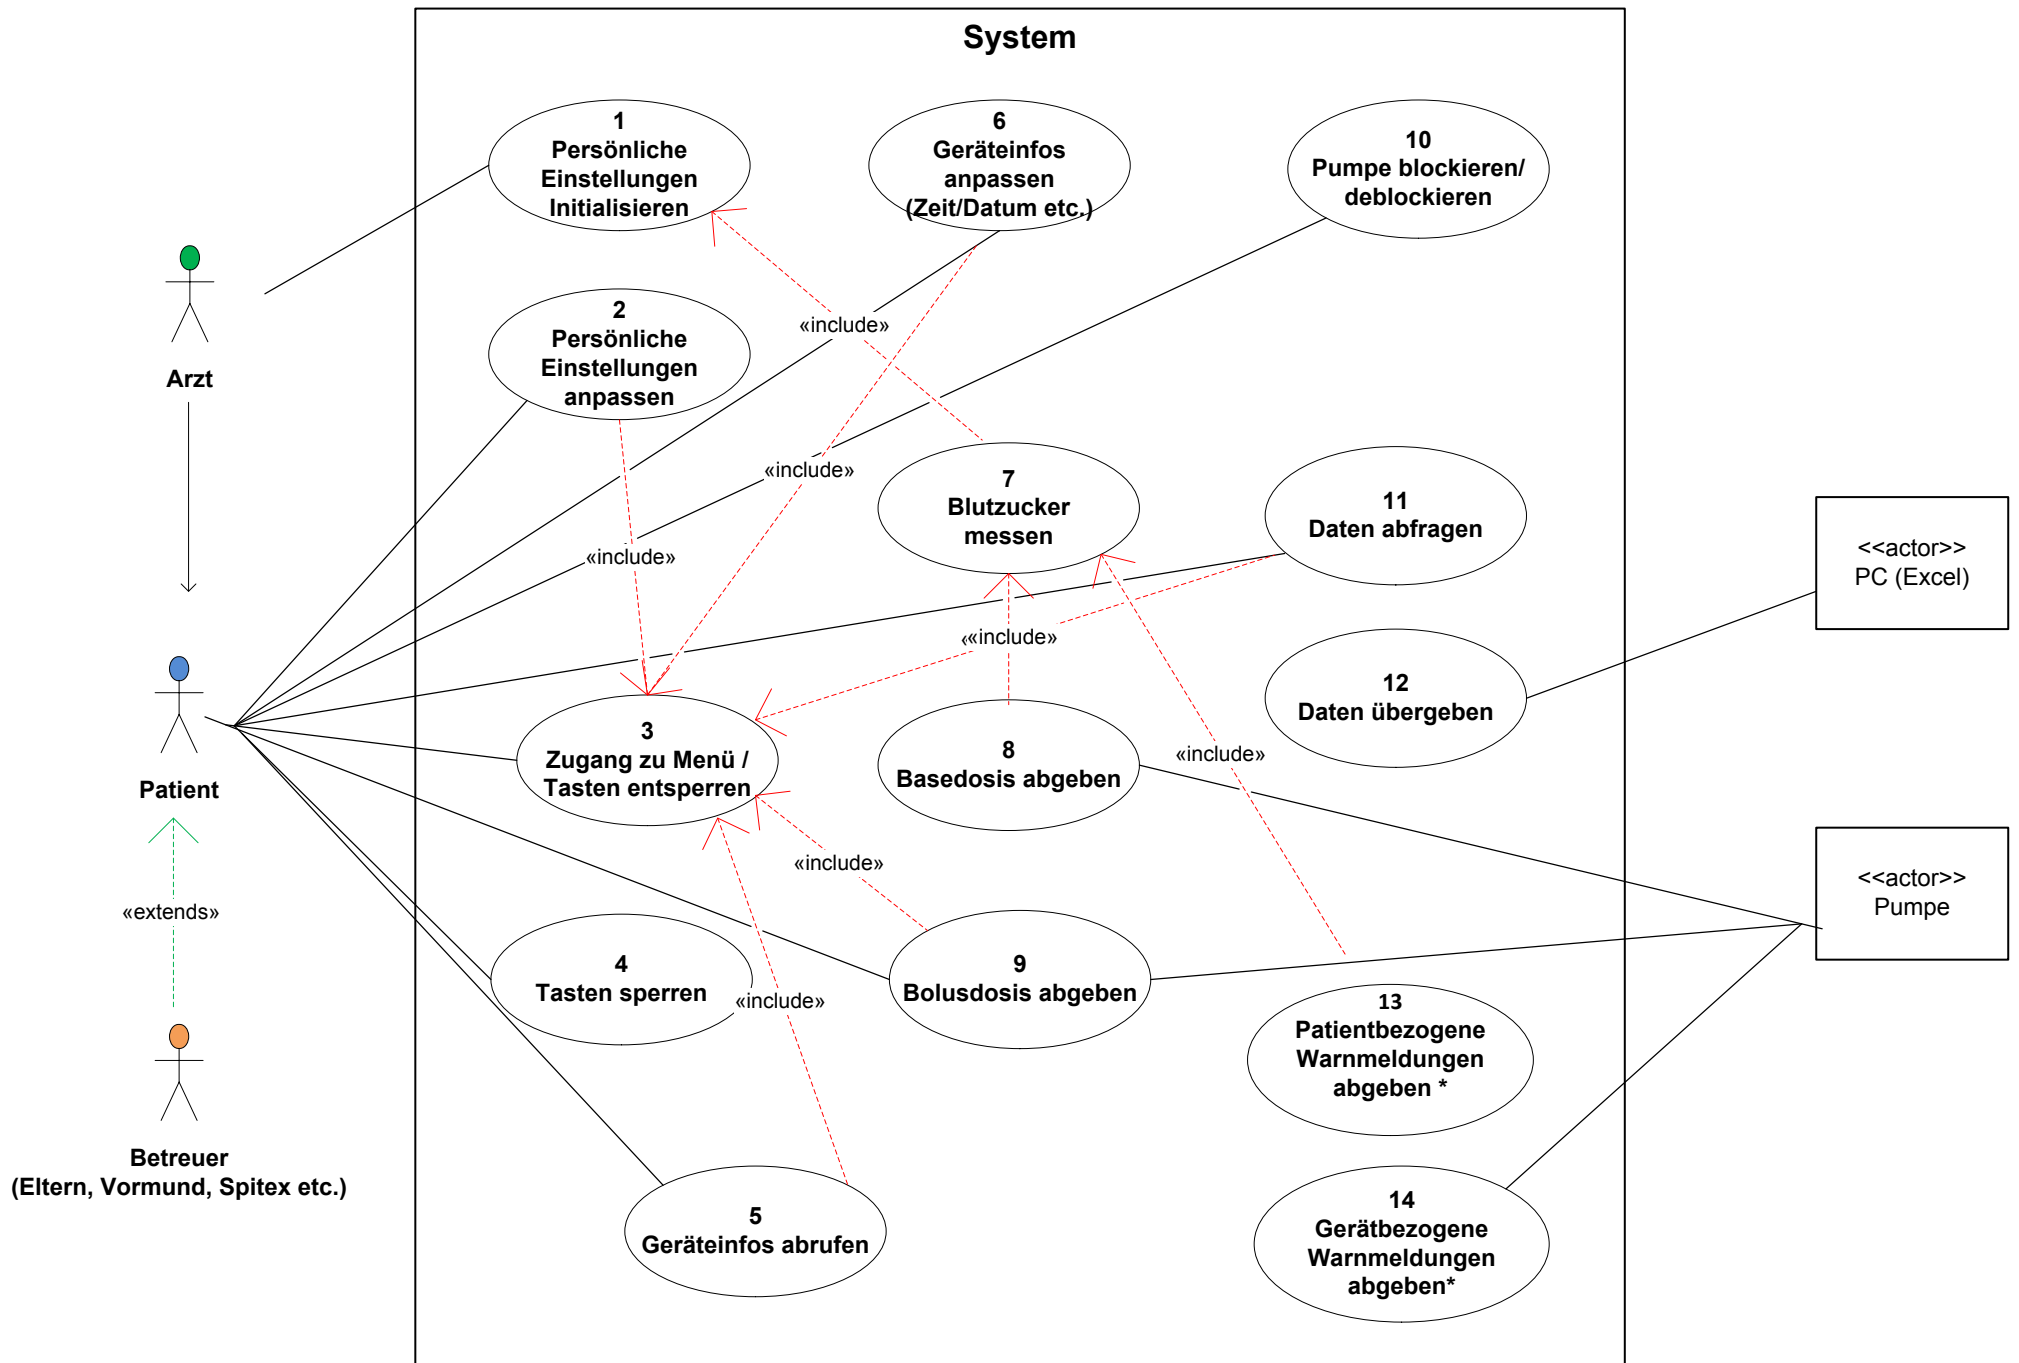 System
1
Persönliche
Einstellungen
Initialisieren
6
Geräteinfos
anpassen
(Zeit/Datum etc.)
10
Pumpe blockieren/
deblockieren
Arzt
2
Persönliche
Einstellungen
anpassen
«include»
«include»
7
Blutzucker
messen
11
Daten abfragen
<<actor>>
PC (Excel)
«include»
«include»
12
Daten übergeben
3
Zugang zu Menü /
Tasten entsperren
8
Basedosis abgeben
«include»
Patient
«include»
<<actor>>
Pumpe
«extends»
4
Tasten sperren
«include»
9
Bolusdosis abgeben
13
Patientbezogene
Warnmeldungen
abgeben *
Betreuer
(Eltern, Vormund, Spitex etc.)
5
Geräteinfos abrufen
14
Gerätbezogene
Warnmeldungen
abgeben*